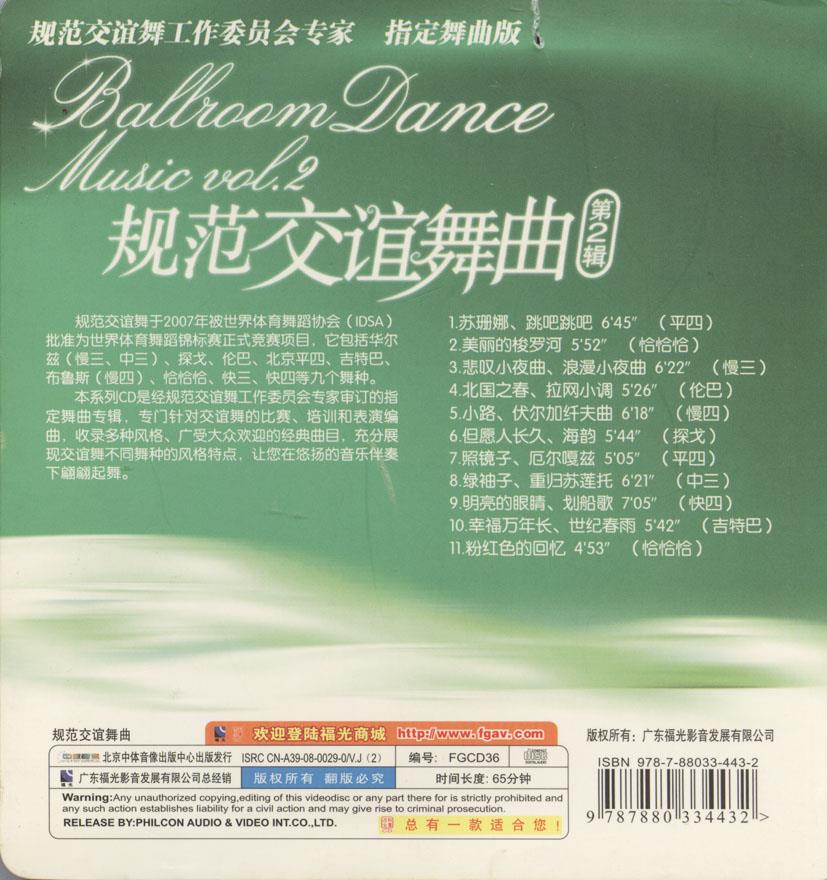 规范交谊舞工作委员会专家 指定舞曲版
Ballroom Dance
Music vol.2
规范交谊舞曲 第2辑
规范交谊舞于2007年被世界体育舞蹈协会（IDSA）
批准为世界体育舞蹈锦标赛正式竞赛项目，它包括华尔
兹（慢三、中三）、探戈、伦巴、北京平四、吉特巴、
布鲁斯（慢四）、恰恰恰、快三、快四等九个舞种。
本系列CD是经规范交谊舞工作委员会专家审订的指
定舞曲专辑，专门针对交谊舞的比赛、培训和表演编
曲，收录多种风格、广受大众欢迎的经典曲目，充分展
现交谊舞不同舞种的风格特点，让您在悠扬的音乐伴奏
下翩翩起舞。
1.苏珊娜、跳吧跳吧 6'45″ （平四）
2.美丽的梭罗河 5'52″ （恰恰恰）
3.悲叹小夜曲、浪漫小夜曲 6'22″ （慢三）
4.北国之春、拉网小调 5'26″ （伦巴）
5.小路、伏尔加纤夫曲 6'18″ （慢四）
6.但愿人长久、海韵 5'44″ （探戈）
7.照镜子、厄尔嘎兹 5'05″ （平四）
8.绿袖子、重归苏莲托 6'21″ （中三）
9.明亮的眼睛、划船歌 7'05″ （快四）
10.幸福万年长、世纪春雨 5'42″ （吉特巴）
11.粉红色的回忆 4'53″ （恰恰恰）
规范交谊舞曲
欢迎登陆福光商城 http://www.fgav.com
北京中体音像出版中心出版发行 ISRC CN-A39-08-0029-0/V.J（2） 编号: FGCD36
广东福光影音发展有限公司总经销 版权所有 翻版必究 时间长度: 65分钟
Warning:Any unauthorized copying,editing of this videodisc or any part there for is strictly prohibited and
any such action establishes liability for a civil action and may give rise to criminal prosecution.
RELEASE BY:PHILCON AUDIO & VIDEO INT.CO.,LTD. 总有一款适合您！
版权所有：广东福光影音发展有限公司
ISBN 978-7-88033-443-2
9 787880 334432 >